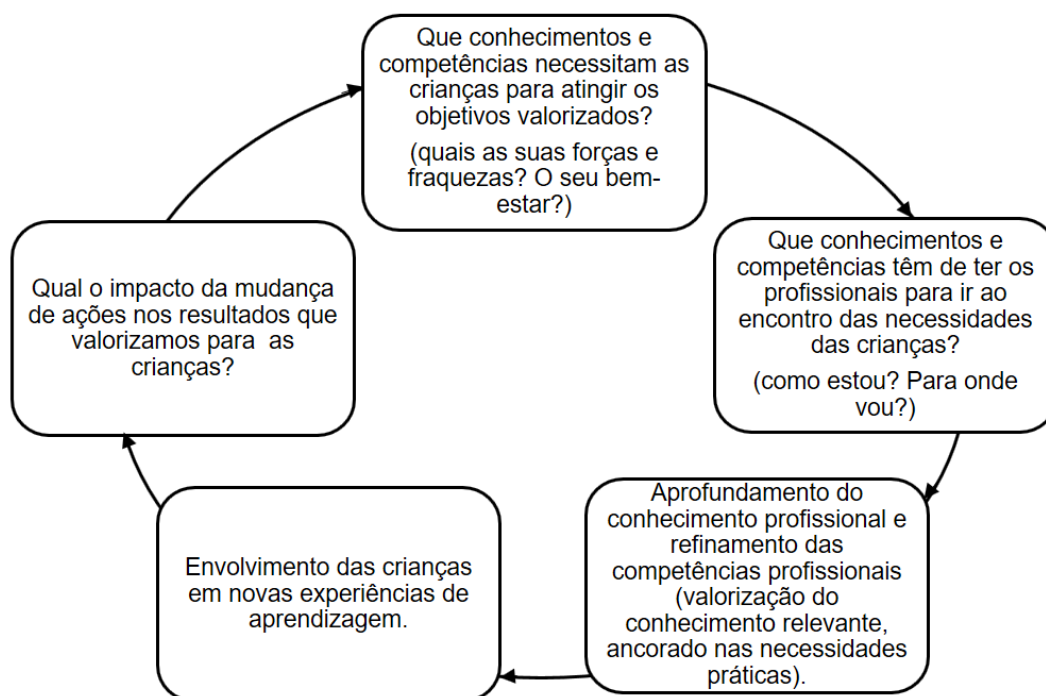 Que conhecimentos e
competências necessitam as
crianças para atingir os
objetivos valorizados?
(quais as suas forças e
fraquezas? O seu bem-
estar?)
Que conhecimentos e
competências têm de ter os
profissionais para ir ao
encontro das necessidades
das crianças?
(como estou? Para onde
vou?)
Aprofundamento do
conhecimento profissional e
refinamento das
competências profissionais
(valorização do
conhecimento relevante,
ancorado nas necessidades
práticas).
Envolvimento das crianças
em novas experiências de
aprendizagem.
Qual o impacto da mudança
de ações nos resultados que
valorizamos para as
crianças?